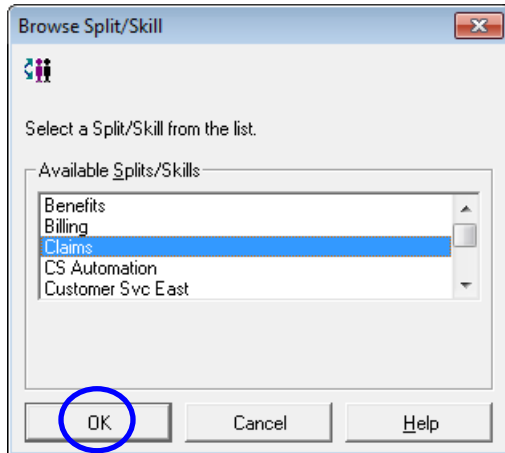 Browse Split/Skill
Select a Split/Skill from the list.
Available Splits/Skills
Benefits
Billing
Claims
CS Automation
Customer Svc East
OK
Cancel
Help